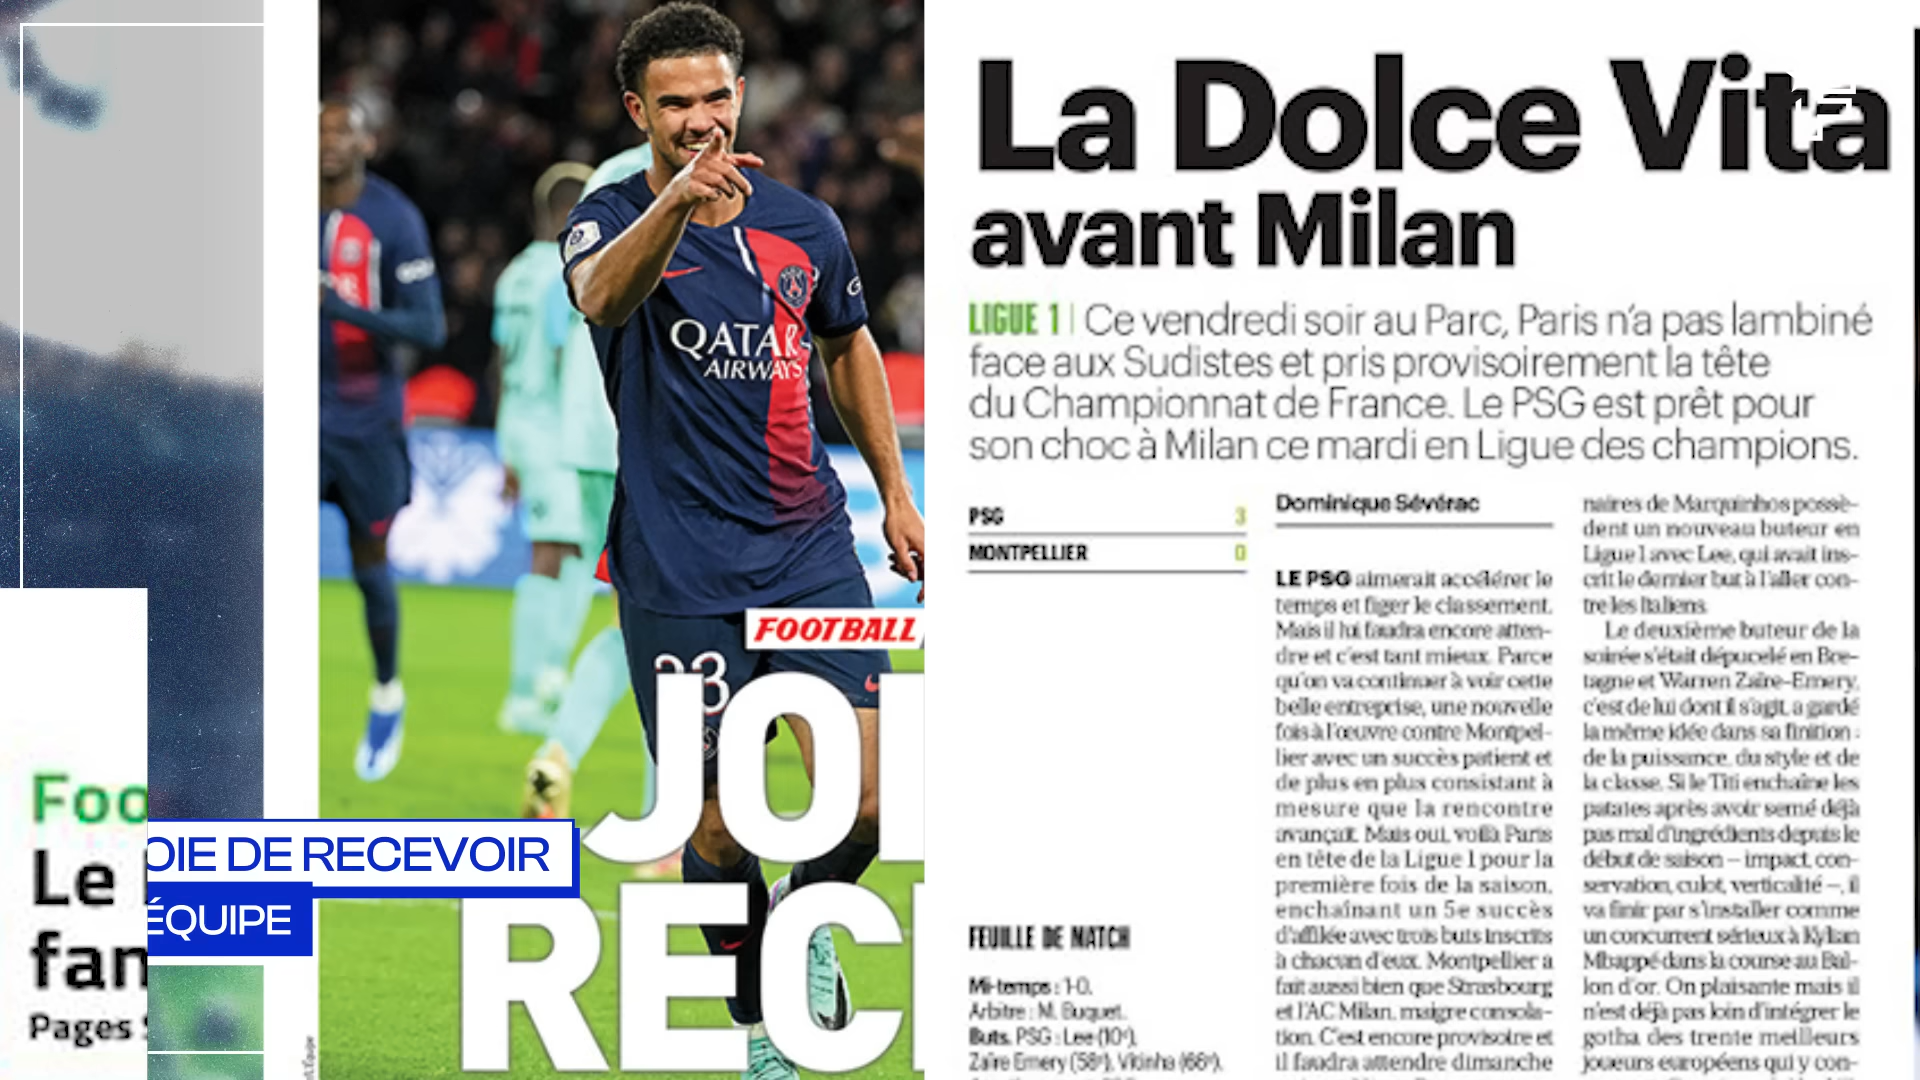 Foo
Le
fan
Pages
OIE DE RECEVOIR
ÉQUIPE
QATAR
AIRWAYS
23
FOOTBALL
JOI
REC
La Dolce Vita
avant Milan
LIGUE 1 | Ce vendredi soir au Parc, Paris n'a pas lambiné
face aux Sudistes et pris provisoirement la tête
du Championnat de France. Le PSG est prêt pour
son choc à Milan ce mardi en Ligue des champions.
PSG 3
MONTPELLIER 0
FEUILLE DE MATCH
Mi-temps : 1-0.
Arbitre : M. Buquet.
Buts. PSG : Lee (10e),
Zaïre Emery (58e), Vitinha (66e).
Dominique Sévérac
LE PSG aimerait accélérer le
temps et figer le classement.
Mais il lui faudra encore atten-
dre et c'est tant mieux. Parce
qu'on va continuer à voir cette
belle entreprise, une nouvelle
fois à l'œuvre contre Montpel-
lier avec un succès patient et
de plus en plus consistant à
mesure que la rencontre
avançait. Mais oui, voilà Paris
en tête de la Ligue 1 pour la
première fois de la saison,
enchaînant un 5e succès
d'affilée avec trois buts inscrits
à chacun d'eux. Montpellier a
fait aussi bien que Strasbourg
et l'AC Milan, maigre consola-
tion. C'est encore provisoire et
il faudra attendre dimanche
naires de Marquinhos possè-
dent un nouveau buteur en
Ligue 1 avec Lee, qui avait ins-
crit le dernier but à l'aller con-
tre les Italiens.
Le deuxième buteur de la
soirée s'était dépucelé en Bre-
tagne et Warren Zaïre-Emery,
c'est de lui dont il s'agit, a gardé
la même idée dans sa finition :
de la puissance, du style et de
la classe. Si le Titi enchaîne les
patates après avoir semé déjà
pas mal d'ingrédients depuis le
début de saison – impact, con-
servation, culot, verticalité –, il
va finir par s'installer comme
un concurrent sérieux à Kylian
Mbappé dans la course au Bal-
lon d'or. On plaisante mais il
n'est déjà pas loin d'intégrer le
gotha des trente meilleurs
joueurs européens qui y con-